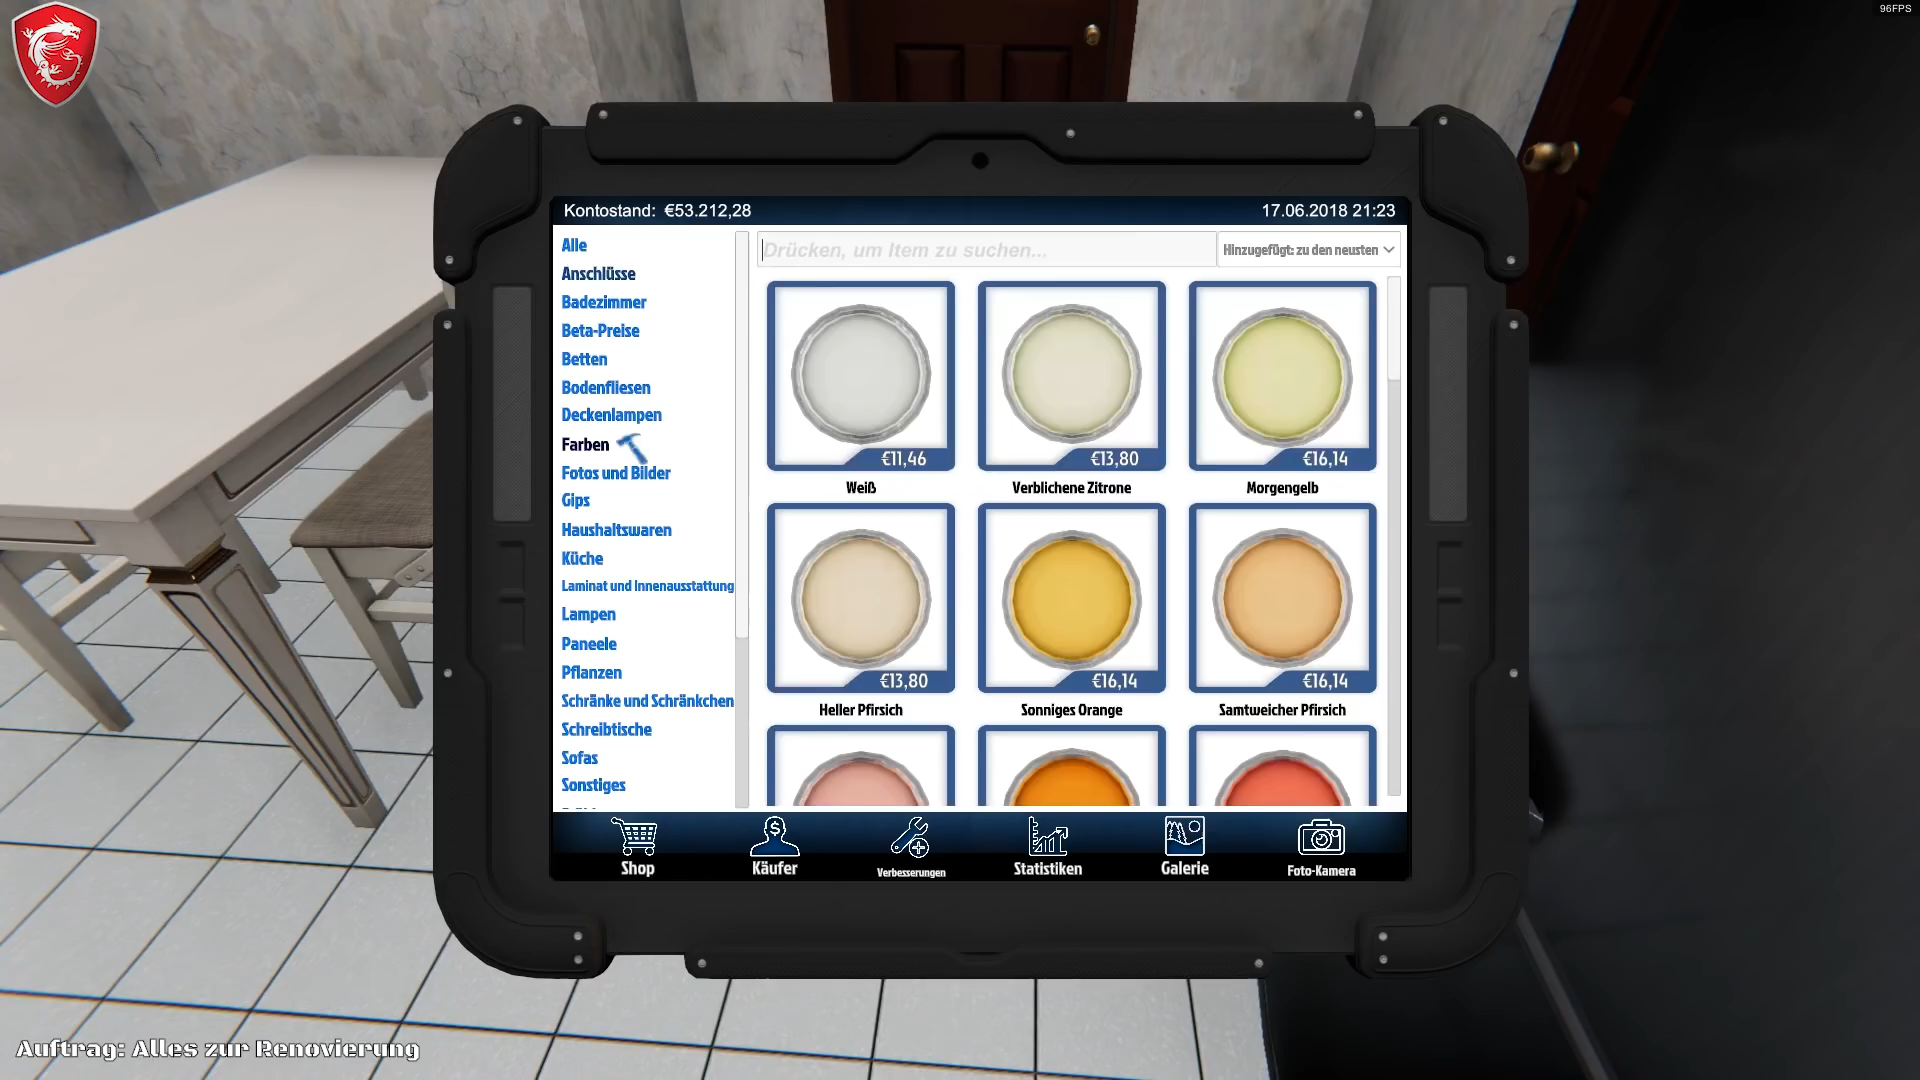 96FPS
Kontostand: €53.212,28
17.06.2018 21:23
Alle
Anschlüsse
Badezimmer
Beta-Preise
Betten
Bodenfliesen
Deckenlampen
Farben
Fotos und Bilder
Gips
Haushaltswaren
Küche
Laminat und Innenausstattung
Lampen
Paneele
Pflanzen
Schränke und Schränkchen
Schreibtische
Sofas
Sonstiges
Drücken, um Item zu suchen...
Hinzugefügt: zu den neusten
€11,46
€13,80
€16,14
Weiß
Verblichene Zitrone
Morgengelb
€13,80
€16,14
€16,14
Heller Pfirsich
Sonniges Orange
Samtweicher Pfirsich
Shop
Käufer
Verbesserungen
Statistiken
Galerie
Foto-Kamera
Auftrag: Alles zur Renovierung